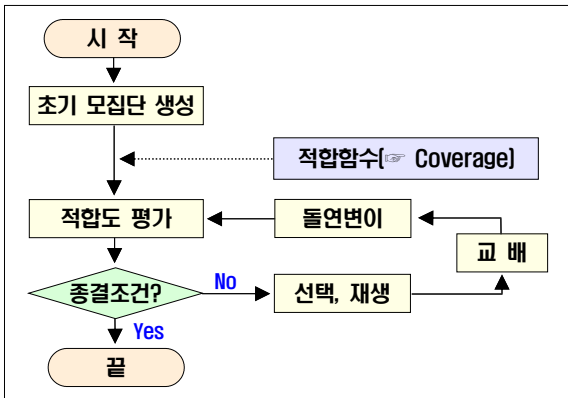 시 작
초기 모집단 생성
적합함수(☞ Coverage)
적합도 평가
돌연변이
교 배
종결조건?
No
선택, 재생
Yes
끝